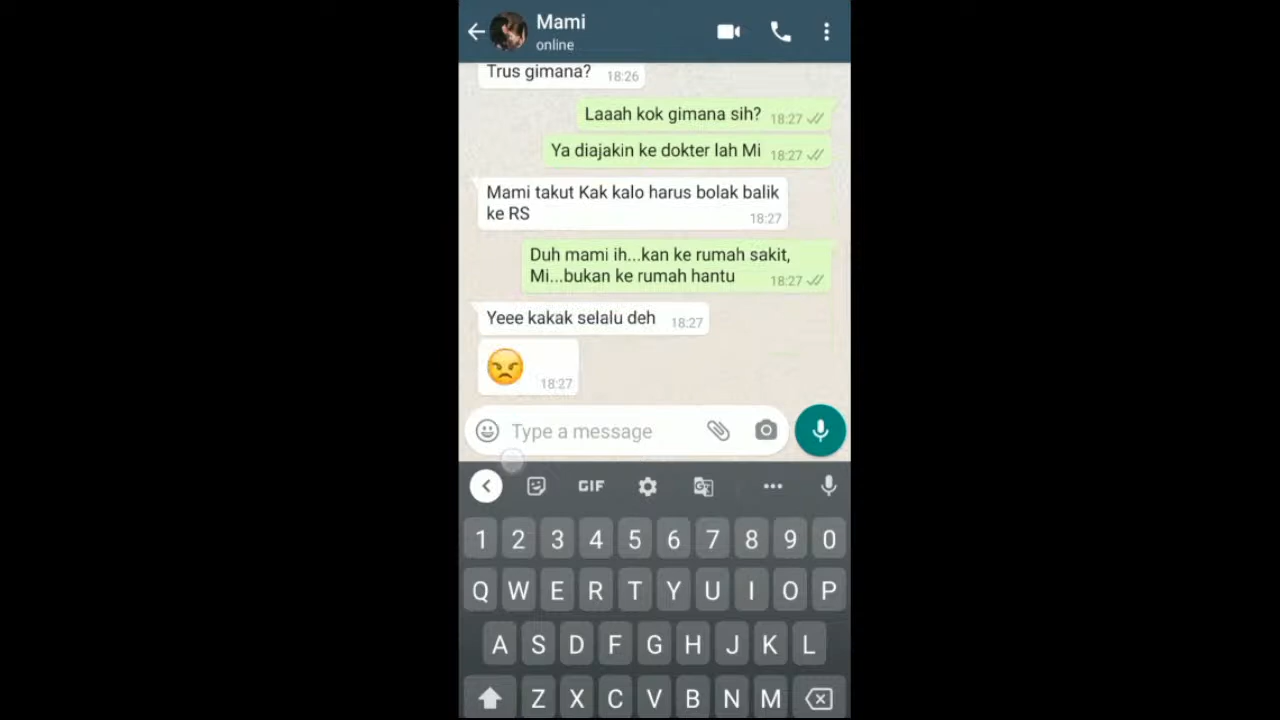 Mami
online
Trus gimana? 18:26
Laaah kok gimana sih? 18:27
Ya diajakin ke dokter lah Mi 18:27
Mami takut Kak kalo harus bolak balik
ke RS 18:27
Duh mami ih...kan ke rumah sakit,
Mi...bukan ke rumah hantu 18:27
Yeee kakak selalu deh 18:27
18:27
Type a message
GIF
1 2 3 4 5 6 7 8 9 0
Q W E R T Y U I O P
A S D F G H J K L
Z X C V B N M